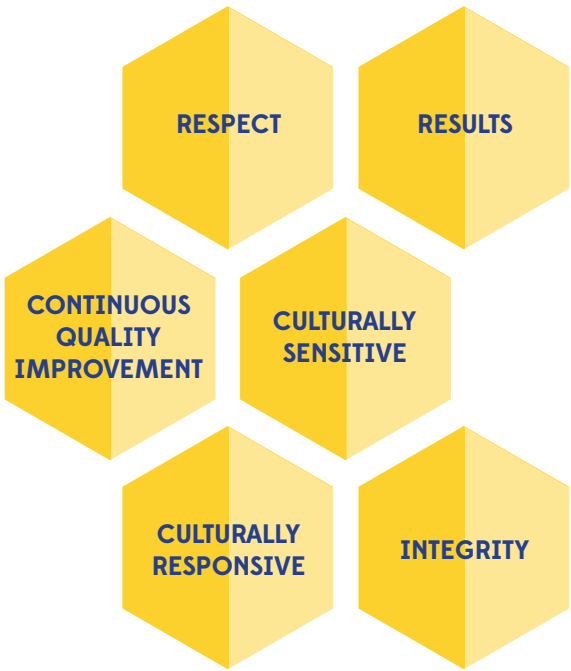 RESPECT
RESULTS
CONTINUOUS
QUALITY
IMPROVEMENT
CULTURALLY
SENSITIVE
CULTURALLY
RESPONSIVE
INTEGRITY